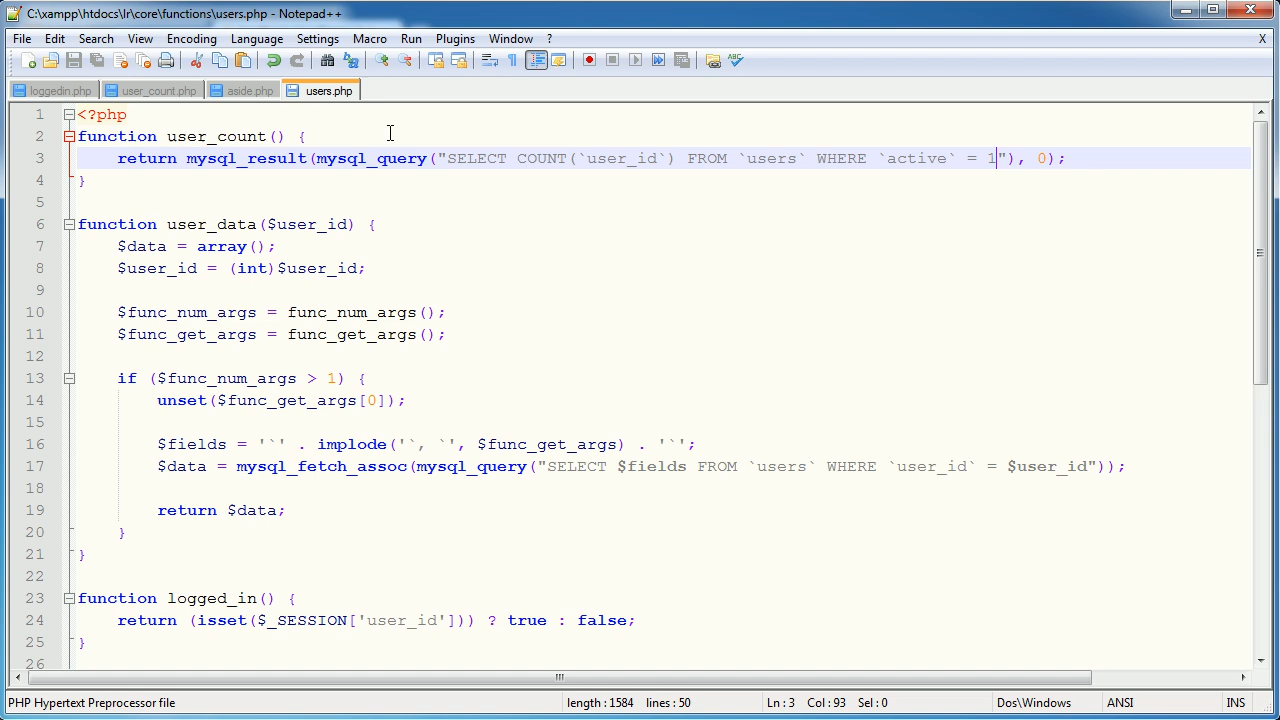 C:\xampp\htdocs\lr\core\functions\users.php - Notepad++
File Edit Search View Encoding Language Settings Macro Run Plugins Window ? X
loggedin.php user_count.php aside.php users.php
1 <?php
2 function user_count() {
3 return mysql_result(mysql_query("SELECT COUNT(`user_id`) FROM `users` WHERE `active` = 1"), 0);
4 }
5
6 function user_data($user_id) {
7 $data = array();
8 $user_id = (int)$user_id;
9
10 $func_num_args = func_num_args();
11 $func_get_args = func_get_args();
12
13 if ($func_num_args > 1) {
14 unset($func_get_args[0]);
15
16 $fields = '`' . implode('`, `', $func_get_args) . '`';
17 $data = mysql_fetch_assoc(mysql_query("SELECT $fields FROM `users` WHERE `user_id` = $user_id"));
18
19 return $data;
20 }
21 }
22
23 function logged_in() {
24 return (isset($_SESSION['user_id'])) ? true : false;
25 }
26
PHP Hypertext Preprocessor file length : 1584 lines : 50 Ln : 3 Col : 93 Sel : 0 Dos\Windows ANSI INS